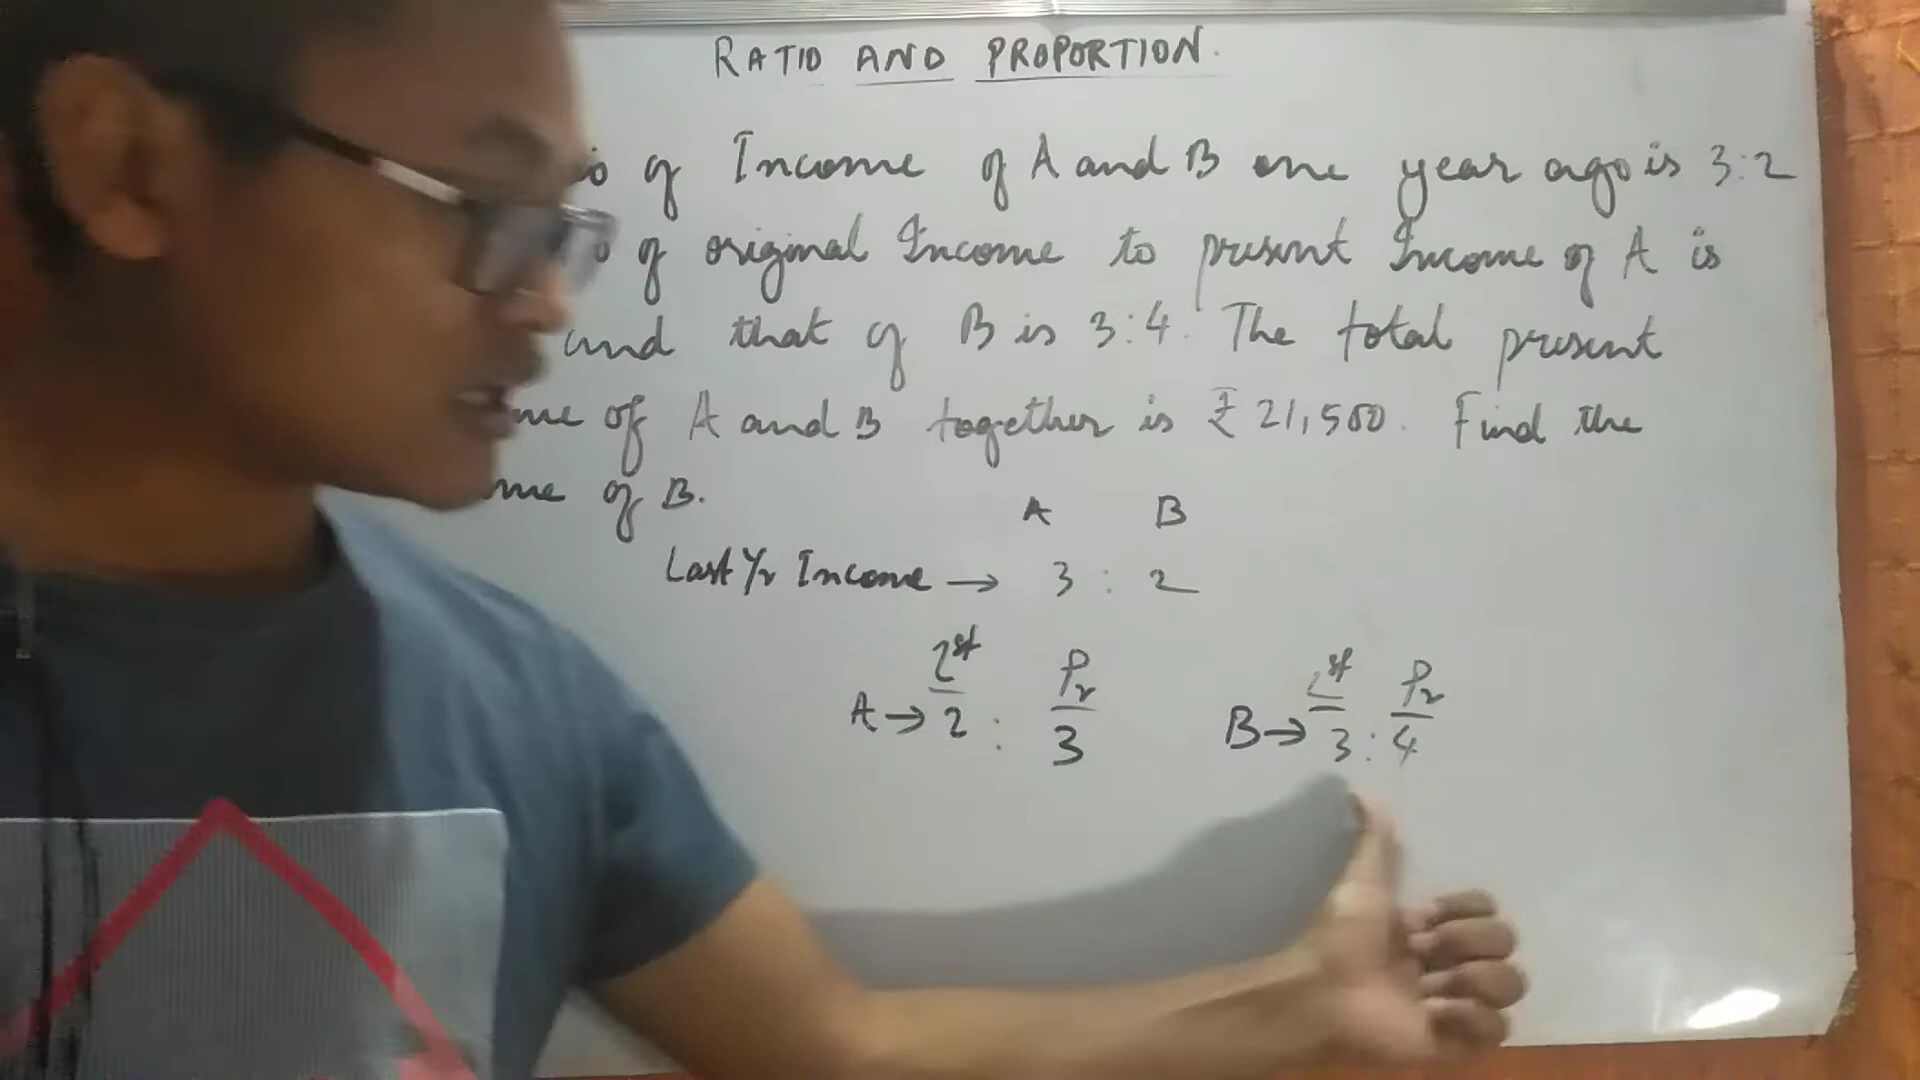 RATIO AND PROPORTION.
of Income of A and B one year ago is 3:2
of original Income to present Income of A is
and that of B is 3:4. The total present
me of A and B together is ₹ 21,500. Find the
me of B.
A B
Last Yr Income → 3 : 2
Pr Pr
A → 2 : 3 B → 3 : 4